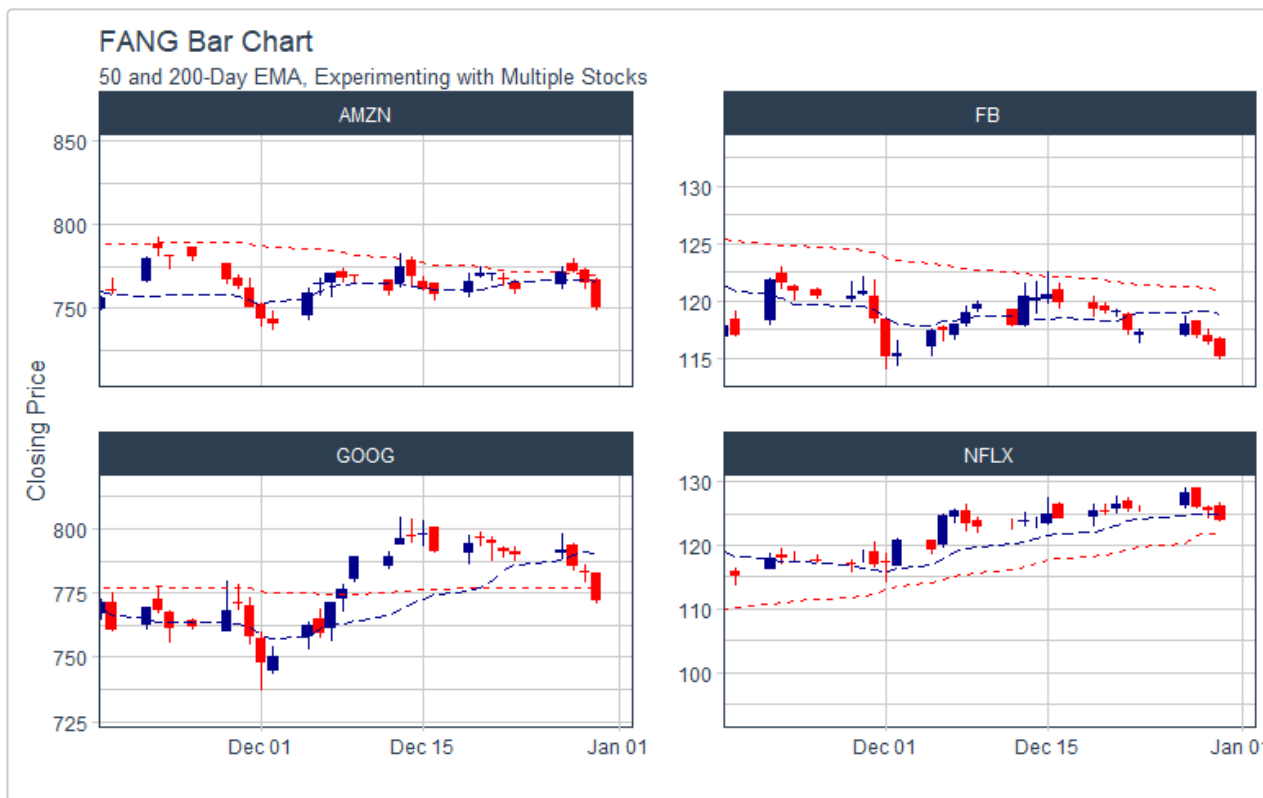 FANG Bar Chart
50 and 200-Day EMA, Experimenting with Multiple Stocks
AMZN
FB
850
800
750
130
125
120
115
Closing Price
GOOG
NFLX
800
775
750
725
130
120
110
100
Dec 01 Dec 15 Jan 01
Dec 01 Dec 15 Jan 0